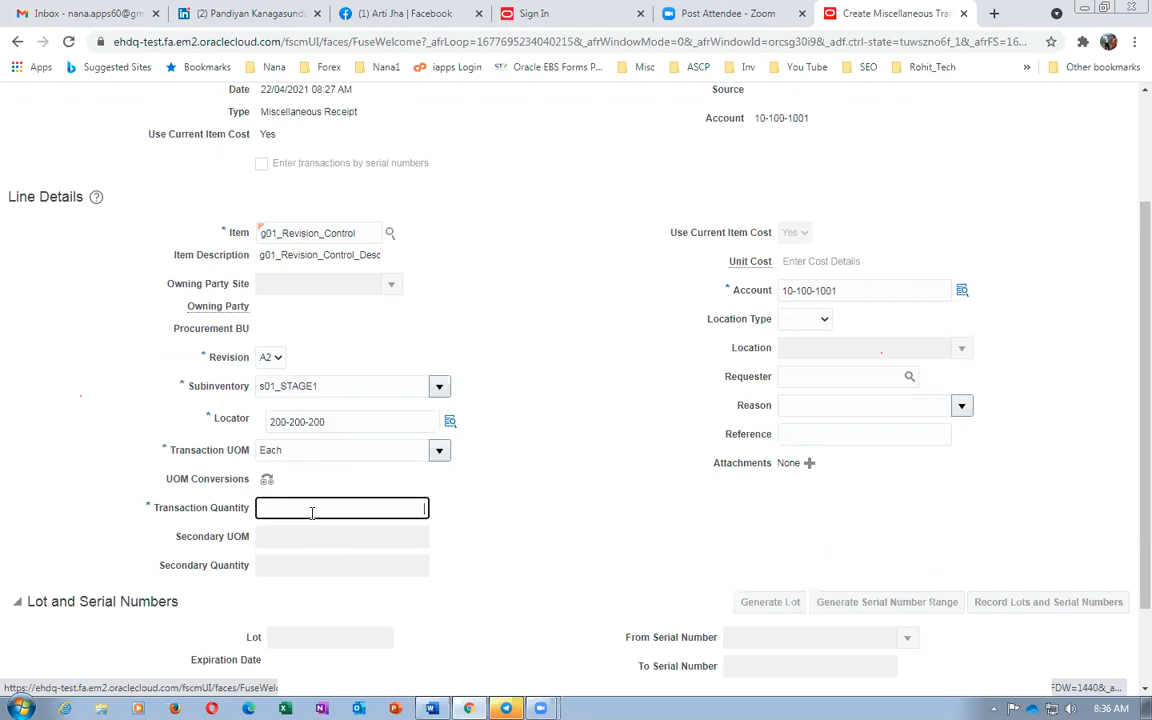 Inbox - nana.apps60@gm
(2) Pandiyan Kanagasund
(1) Arti Jha | Facebook
Sign In
Post Attendee - Zoom
Create Miscellaneous Tra
ehdq-test.fa.em2.oraclecloud.com/fscmUI/faces/FuseWelcome?_afrLoop=1677695234040215&_afrWindowMode=0&_afrWindowId=orcsg30i9&_adf.ctrl-state=tuwszno6f_1&_afrFS=16...
Apps Suggested Sites Bookmarks Nana Forex Nana1 iapps Login Oracle EBS Forms P... Misc ASCP Inv You Tube SEO Rohit_Tech » Other bookmarks
Date 22/04/2021 08:27 AM Source
Type Miscellaneous Receipt Account 10-100-1001
Use Current Item Cost Yes
Enter transactions by serial numbers
Line Details
* Item g01_Revision_Control Use Current Item Cost Yes
Item Description g01_Revision_Control_Desc Unit Cost Enter Cost Details
Owning Party Site * Account 10-100-1001
Owning Party Location Type
Procurement BU
* Revision A2 Location
* Subinventory s01_STAGE1 Requester
* Locator 200-200-200 Reason
* Transaction UOM Each Reference
UOM Conversions Attachments None
* Transaction Quantity
Secondary UOM
Secondary Quantity
Lot and Serial Numbers Generate Lot Generate Serial Number Range Record Lots and Serial Numbers
Lot From Serial Number
Expiration Date To Serial Number
https://ehdq-test.fa.em2.oraclecloud.com/fscmUI/faces/FuseWelc FDW=1440&_a...
8:36 AM